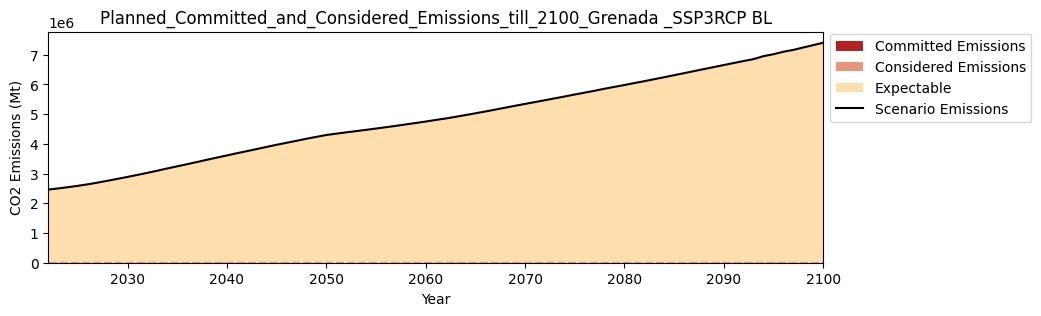 Planned_Committed_and_Considered_Emissions_till_2100_Grenada _SSP3RCP BL
1e6
7
6
5
4
3
2
1
0
CO2 Emissions (Mt)
2030 2040 2050 2060 2070 2080 2090 2100
Year
Committed Emissions
Considered Emissions
Expectable
Scenario Emissions